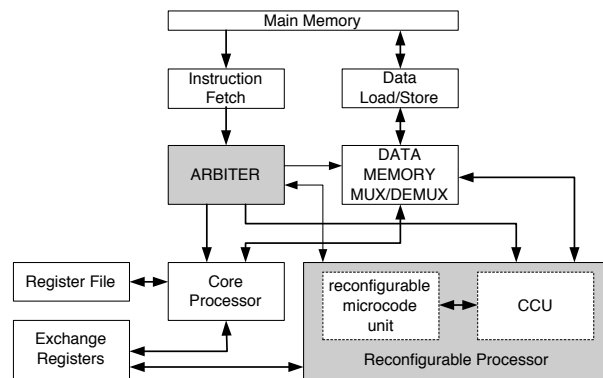 Main Memory
Instruction
Fetch
Data
Load/Store
ARBITER
DATA
MEMORY
MUX/DEMUX
Register File
Core
Processor
reconfigurable
microcode
unit
CCU
Exchange
Registers
Reconfigurable Processor